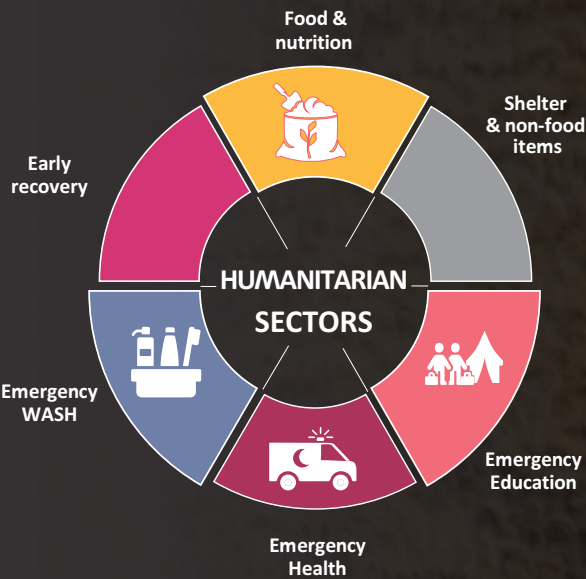 Food &
nutrition
Shelter
& non-food
items
Early
recovery
HUMANITARIAN
SECTORS
Emergency
WASH
Emergency
Education
Emergency
Health